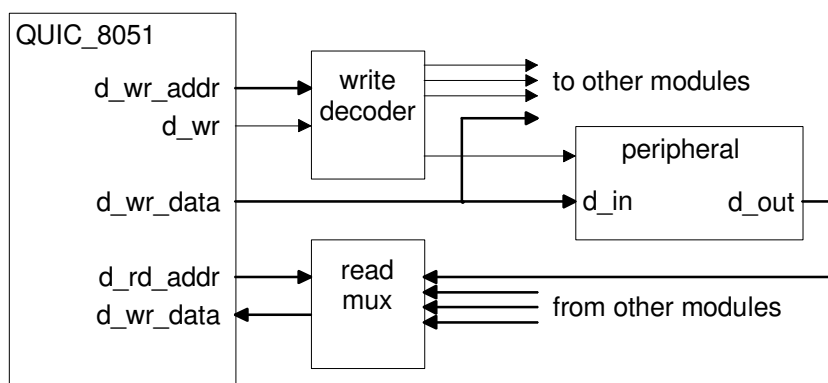 QUIC_8051
d_wr_addr
d_wr
d_wr_data
d_rd_addr
d_wr_data
write
decoder
to other modules
peripheral
d_in
d_out
read
mux
from other modules